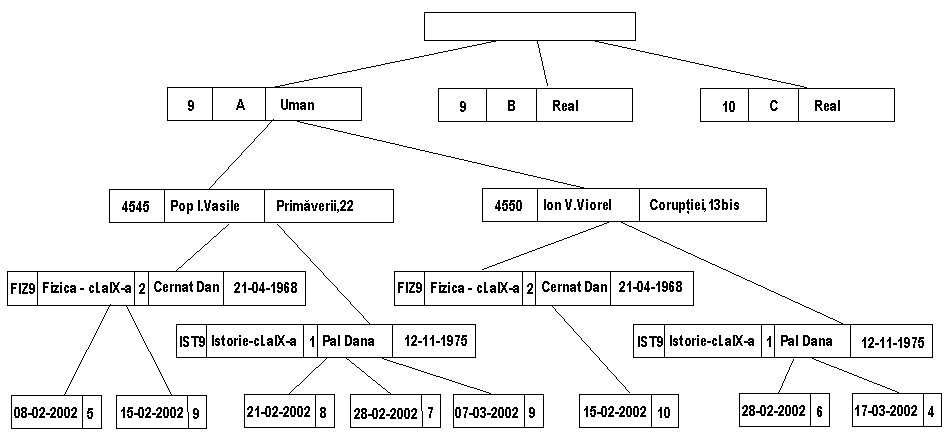 9 A Uman
9 B Real
10 C Real
4545 Pop I.Vasile Primăverii,22
4550 Ion V.Viorel Corupției,13bis
FIZ9 Fizica - cLaIX-a 2 Cernat Dan 21-04-1968
FIZ9 Fizica - cLaIX-a 2 Cernat Dan 21-04-1968
IST9 Istorie-cLaIX-a 1 Pal Dana 12-11-1975
IST9 Istorie-cLaIX-a 1 Pal Dana 12-11-1975
08-02-2002 5
15-02-2002 9
21-02-2002 8
28-02-2002 7
07-03-2002 9
15-02-2002 10
28-02-2002 6
17-03-2002 4